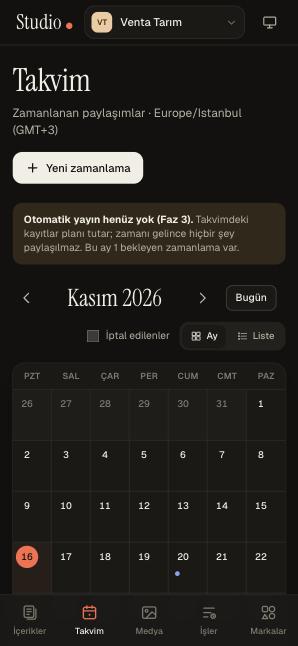 Studio
VT Venta Tarım
Takvim
Zamanlanan paylaşımlar · Europe/Istanbul
(GMT+3)
+ Yeni zamanlama
Otomatik yayın henüz yok (Faz 3). Takvimdeki
kayıtlar planı tutar; zamanı gelince hiçbir şey
paylaşılmaz. Bu ay 1 bekleyen zamanlama var.
Kasım 2026 Bugün
İptal edilenler Ay Liste
PZT SAL ÇAR PER CUM CMT PAZ
26 27 28 29 30 31 1
2 3 4 5 6 7 8
9 10 11 12 13 14 15
16 17 18 19 20 21 22
İçerikler Takvim Medya İşler Markalar